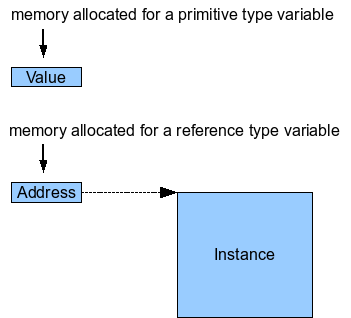 memory allocated for a primitive type variable
Value
memory allocated for a reference type variable
Address
Instance